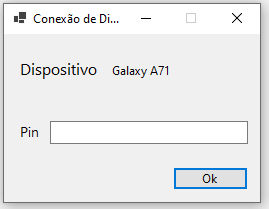 Conexão de Di...
Dispositivo Galaxy A71
Pin
Ok